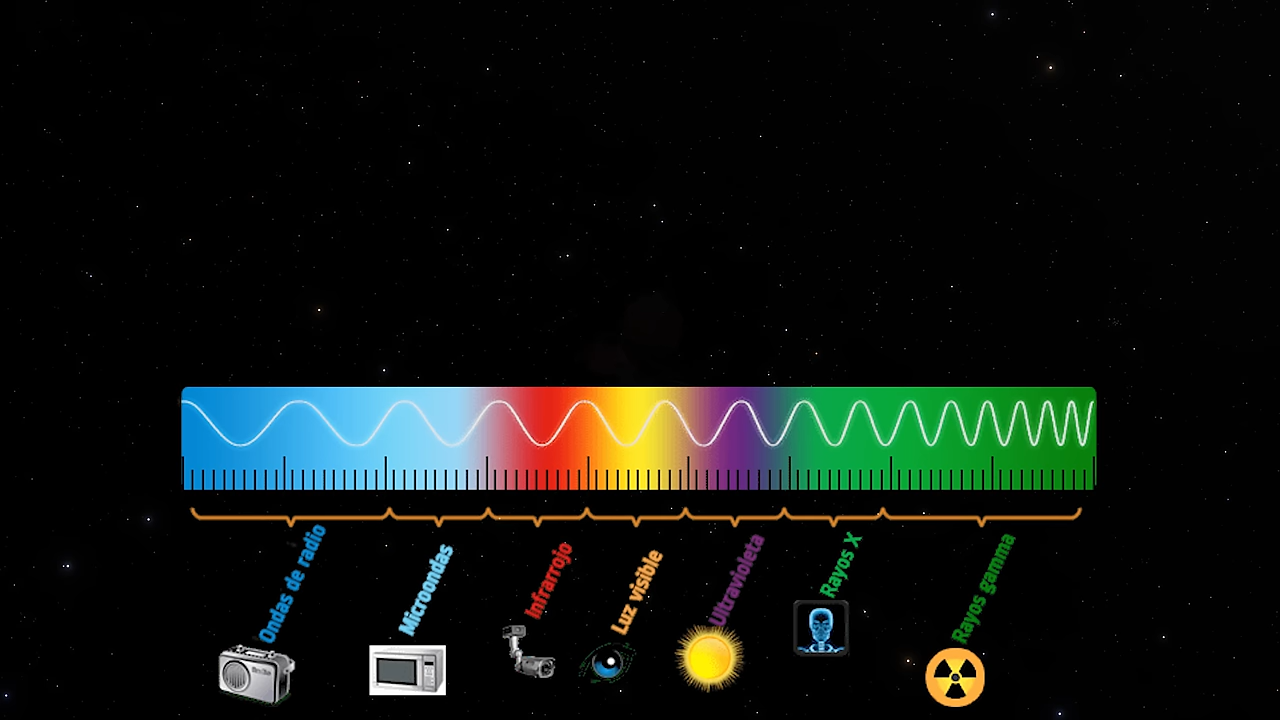 Ondas de radio
Microondas
Infrarrojo
Luz visible
Ultravioleta
Rayos X
Rayos gamma